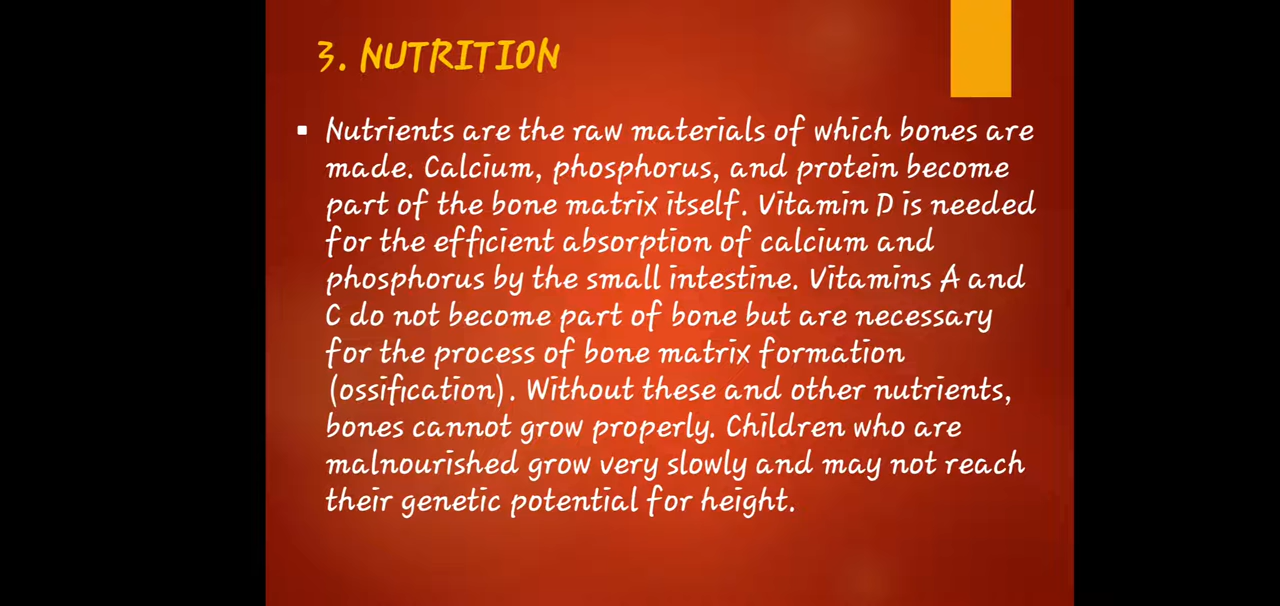 3. NUTRITION
▪ Nutrients are the raw materials of which bones are
made. Calcium, phosphorus, and protein become
part of the bone matrix itself. Vitamin D is needed
for the efficient absorption of calcium and
phosphorus by the small intestine. Vitamins A and
C do not become part of bone but are necessary
for the process of bone matrix formation
(ossification). Without these and other nutrients,
bones cannot grow properly. Children who are
malnourished grow very slowly and may not reach
their genetic potential for height.